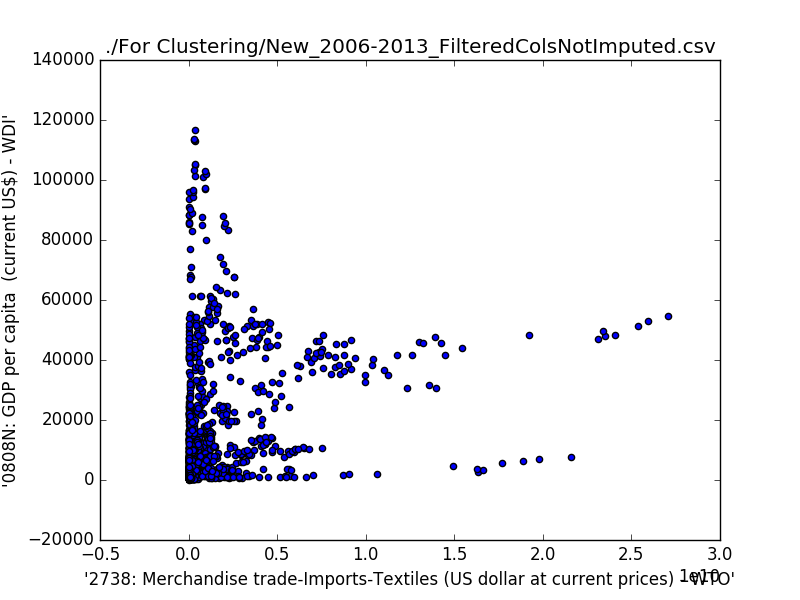 ./For Clustering/New_2006-2013_FilteredColsNotImputed.csv
140000
120000
100000
80000
60000
40000
20000
0
−20000
'0808N: GDP per capita  (current US$) - WDI'
−0.5 0.0 0.5 1.0 1.5 2.0 2.5 3.0
1e10
'2738: Merchandise trade-Imports-Textiles (US dollar at current prices) - WTO'